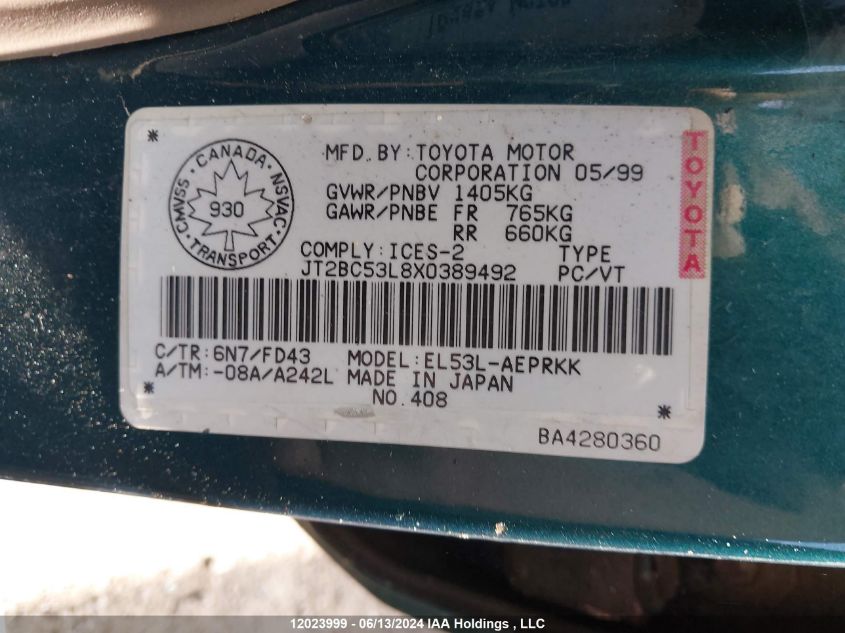 CMVSS · CANADA · NSVAC · TRANSPORT
930
MFD. BY: TOYOTA MOTOR
CORPORATION 05/99
GVWR/PNBV 1405KG
GAWR/PNBE FR 765KG
RR 660KG
COMPLY: ICES-2 TYPE
JT2BC53L8X0389492 PC/VT
TOYOTA
C/TR: 6N7/FD43 MODEL: EL53L-AEPRKK
A/TM: -08A/A242L MADE IN JAPAN
NO. 408
BA4280360
12023999 - 06/13/2024 IAA Holdings , LLC